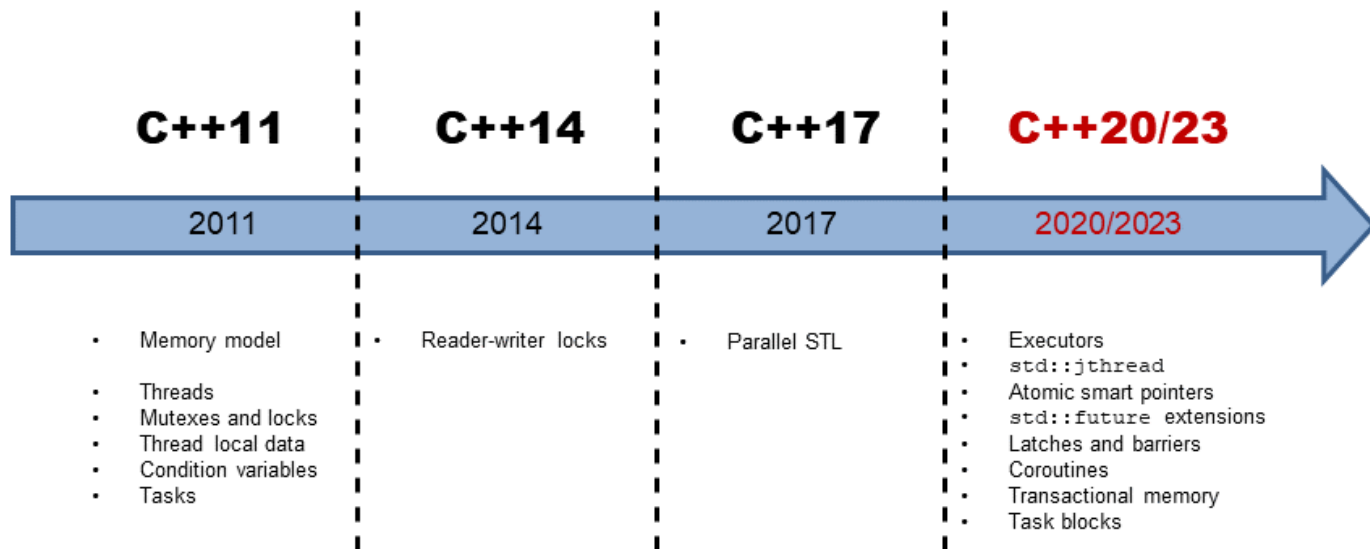 C++11
C++14
C++17
C++20/23
2011
2014
2017
2020/2023
• Memory model
• Threads
• Mutexes and locks
• Thread local data
• Condition variables
• Tasks
• Reader-writer locks
• Parallel STL
• Executors
• std::jthread
• Atomic smart pointers
• std::future extensions
• Latches and barriers
• Coroutines
• Transactional memory
• Task blocks